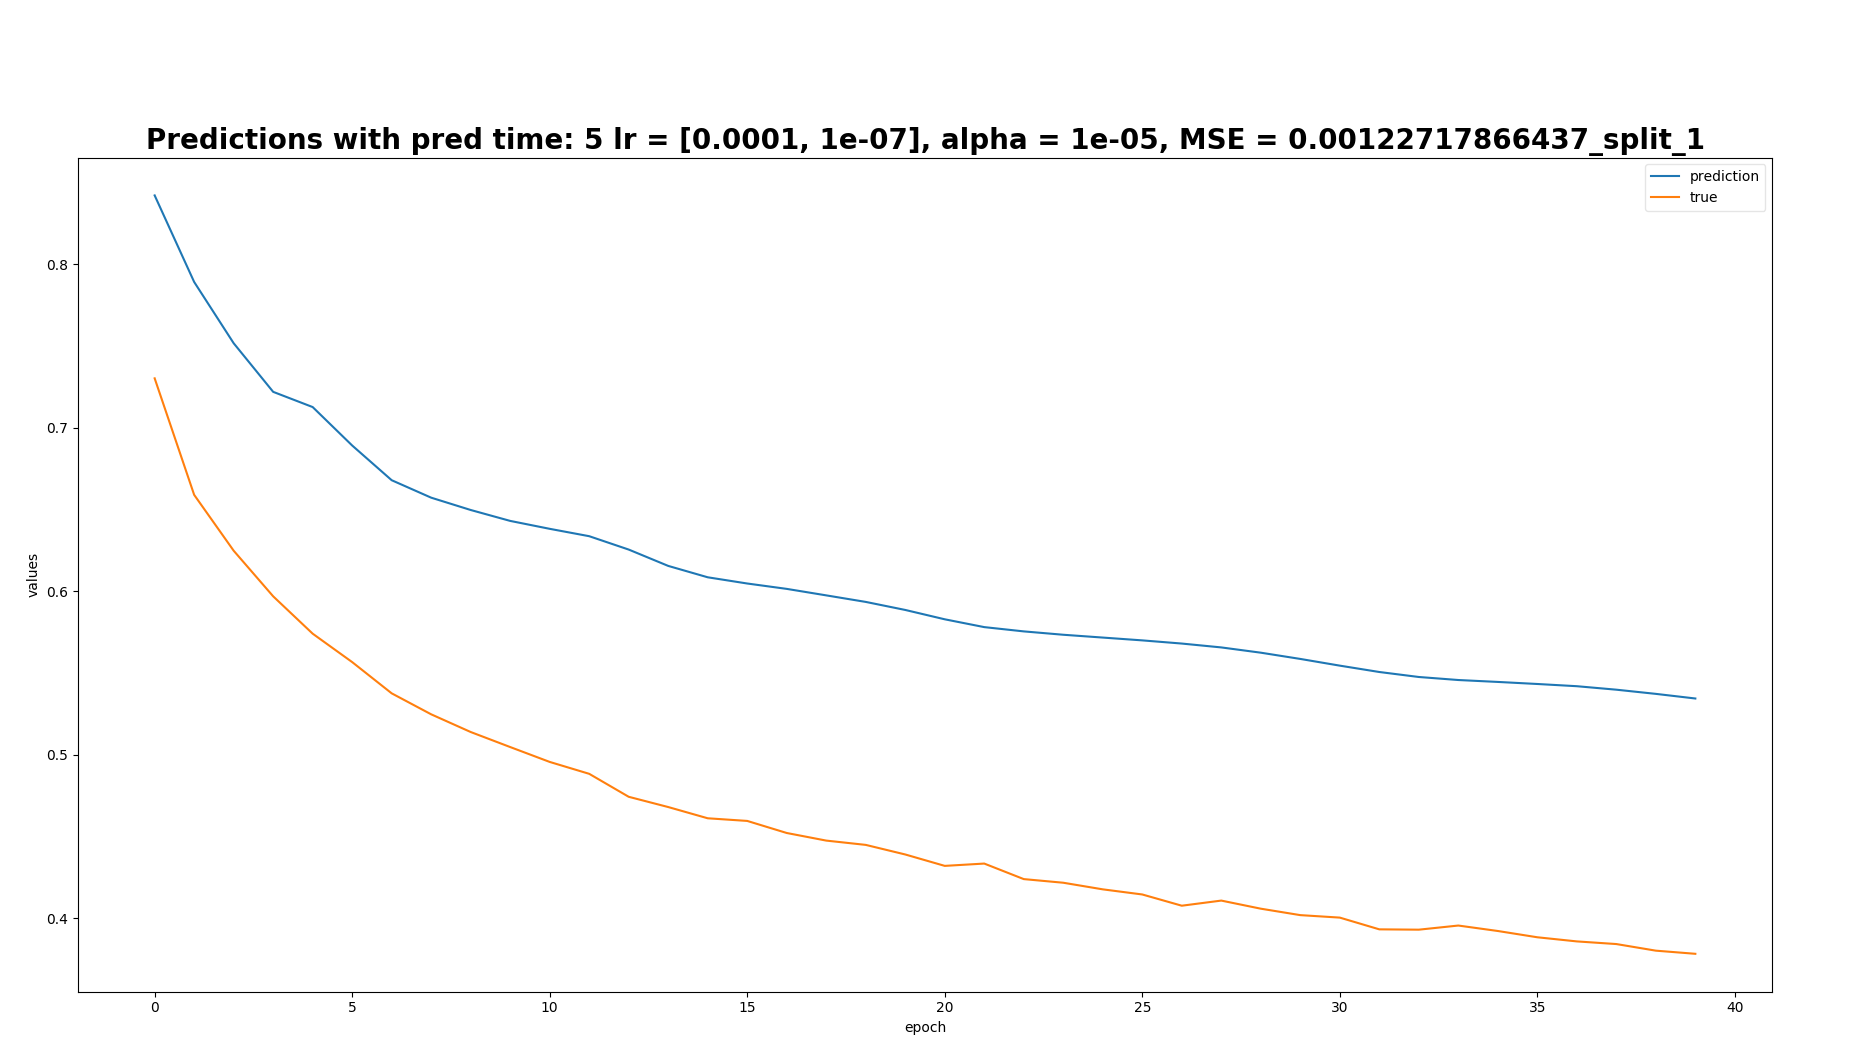 Predictions with pred time: 5 lr = [0.0001, 1e-07], alpha = 1e-05, MSE = 0.00122717866437_split_1
prediction
true
0.8
0.7
0.6
0.5
0.4
values
0 5 10 15 20 25 30 35 40
epoch